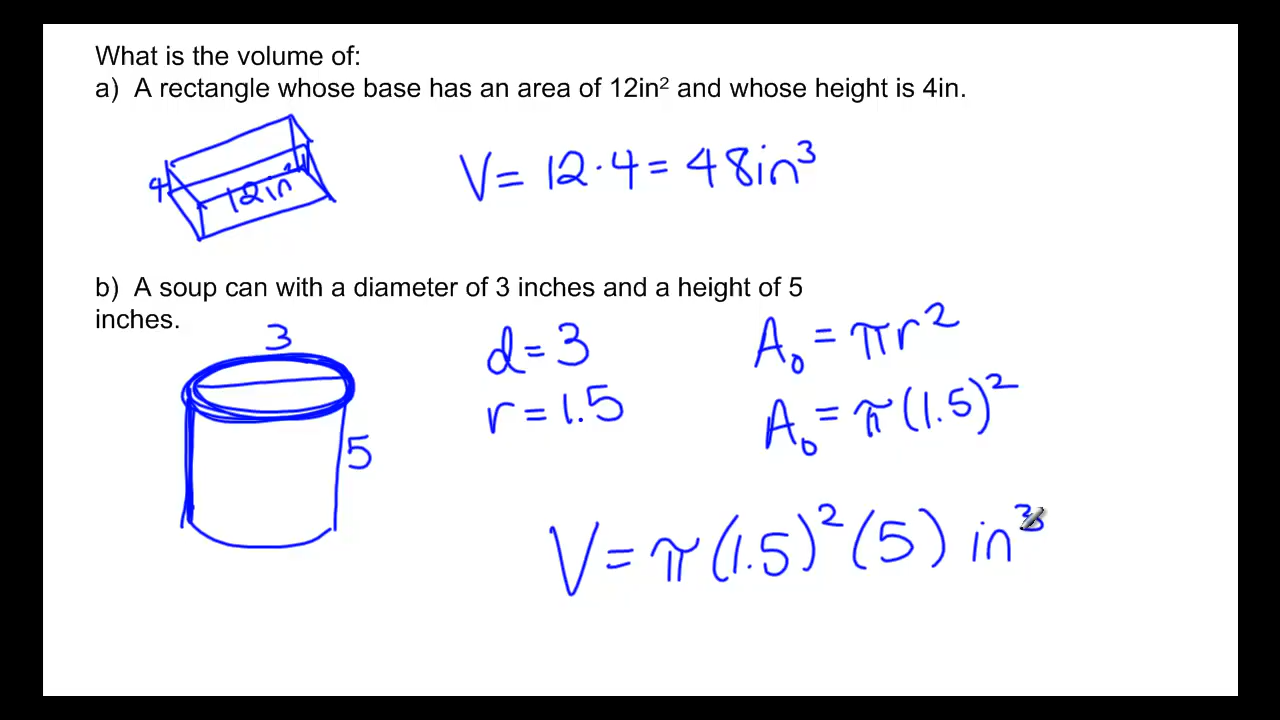 What is the volume of:
a) A rectangle whose base has an area of 12in² and whose height is 4in.
4
12in²
V = 12 · 4 = 48in³
b) A soup can with a diameter of 3 inches and a height of 5
inches.
3
5
d = 3
r = 1.5
A₀ = πr²
A₀ = π(1.5)²
V = π(1.5)²(5) in³